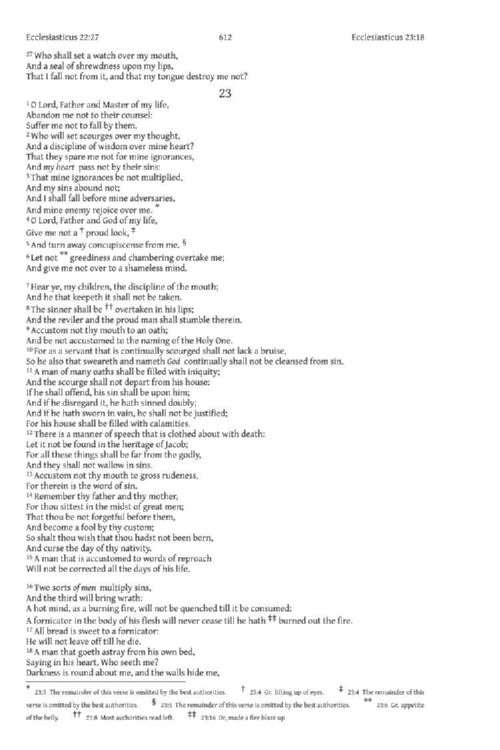 Ecclesiasticus 22:27 612 Ecclesiasticus 23:18
27 Who shall set a watch over my mouth,
And a seal of shrewdness upon my lips,
That I fall not from it, and that my tongue destroy me not?
23
1 O Lord, Father and Master of my life,
Abandon me not to their counsel:
Suffer me not to fall by them.
2 Who will set scourges over my thought,
And a discipline of wisdom over mine heart?
That they spare me not for mine ignorances,
And my heart pass not by their sins:
3 That mine ignorances be not multiplied,
And my sins abound not;
And I shall fall before mine adversaries,
And mine enemy rejoice over me. *
4 O Lord, Father and God of my life,
Give me not a † proud look, ‡
5 And turn away concupiscence from me. §
6 Let not ** greediness and chambering overtake me;
And give me not over to a shameless mind.
7 Hear ye, my children, the discipline of the mouth;
And he that keepeth it shall not be taken.
8 The sinner shall be †† overtaken in his lips;
And the reviler and the proud man shall stumble therein.
9 Accustom not thy mouth to an oath;
And be not accustomed to the naming of the Holy One.
10 For as a servant that is continually scourged shall not lack a bruise,
So he also that sweareth and nameth God continually shall not be cleansed from sin.
11 A man of many oaths shall be filled with iniquity;
And the scourge shall not depart from his house:
If he shall offend, his sin shall be upon him;
And if he disregard it, he hath sinned doubly;
And if he hath sworn in vain, he shall not be justified;
For his house shall be filled with calamities.
12 There is a manner of speech that is clothed about with death:
Let it not be found in the heritage of Jacob;
For all these things shall be far from the godly,
And they shall not wallow in sins.
13 Accustom not thy mouth to gross rudeness,
For therein is the word of sin.
14 Remember thy father and thy mother,
For thou sittest in the midst of great men;
That thou be not forgetful before them,
And become a fool by thy custom;
So shalt thou wish that thou hadst not been born,
And curse the day of thy nativity.
15 A man that is accustomed to words of reproach
Will not be corrected all the days of his life.
16 Two sorts of men multiply sins,
And the third will bring wrath:
A hot mind, as a burning fire, will not be quenched till it be consumed:
A fornicator in the body of his flesh will never cease till he hath ‡‡ burned out the fire.
17 All bread is sweet to a fornicator:
He will not leave off till he die.
18 A man that goeth astray from his own bed,
Saying in his heart, Who seeth me?
Darkness is round about me, and the walls hide me,
* 23:3 The remainder of this verse is omitted by the best authorities. † 23:4 Gr. lifting up of eyes. ‡ 23:4 The remainder of this
verse is omitted by the best authorities. § 23:5 The remainder of this verse is omitted by the best authorities. ** 23:6 Gr. appetite
of the belly. †† 23:8 Most authorities read left. ‡‡ 23:16 Or, made a fire blaze up